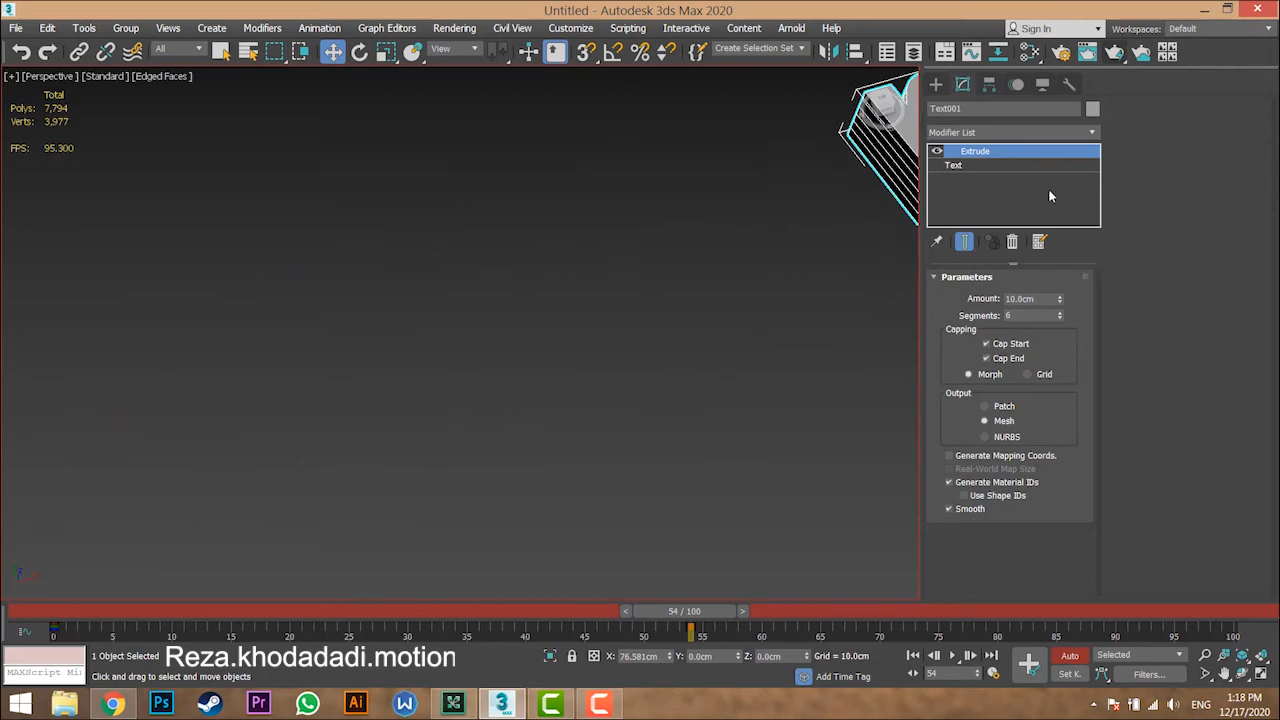 Untitled - Autodesk 3ds Max 2020
File Edit Tools Group Views Create Modifiers Animation Graph Editors Rendering Civil View Customize Scripting Interactive Content Arnold Help
Sign In Workspaces: Default
All View Create Selection Set
[+] [Perspective] [Standard] [Edged Faces]
Total
Polys: 7,794
Verts: 3,977
FPS: 95.300
Text001
Modifier List
Extrude
Text
Parameters
Amount: 10.0cm
Segments: 6
Capping
Cap Start
Cap End
Morph Grid
Output
Patch
Mesh
NURBS
Generate Mapping Coords.
Real-World Map Size
Generate Material IDs
Use Shape IDs
Smooth
< 54 / 100 >
0 5 10 15 20 25 30 35 40 45 50 55 60 65 70 75 80 85 90 95 100
1 Object Selected Reza.khodadadi.motion X: 76.581cm Y: 0.0cm Z: 0.0cm Grid = 10.0cm Auto Selected
MAXScript Mi: Click and drag to select and move objects Add Time Tag Set K. Filters... 54
1:18 PM
ENG
12/17/2020